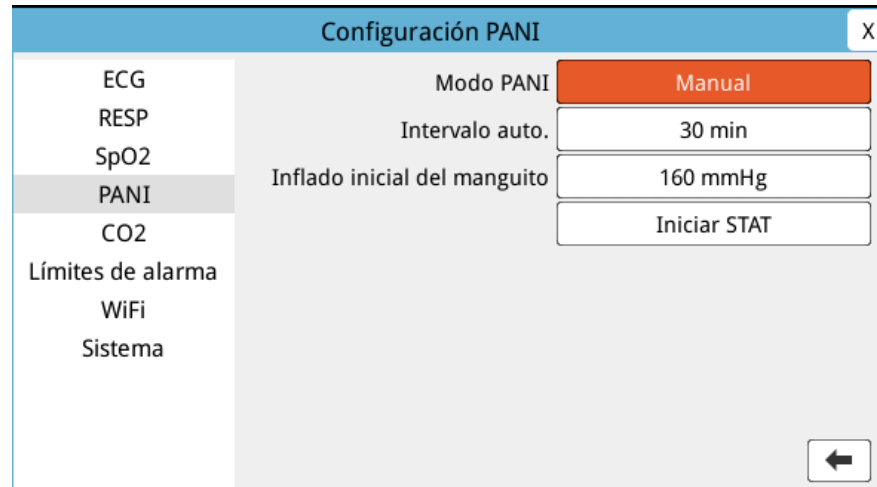 Configuración PANI
X
ECG
RESP
SpO2
PANI
CO2
Límites de alarma
WiFi
Sistema
Modo PANI Manual
Intervalo auto. 30 min
Inflado inicial del manguito 160 mmHg
Iniciar STAT